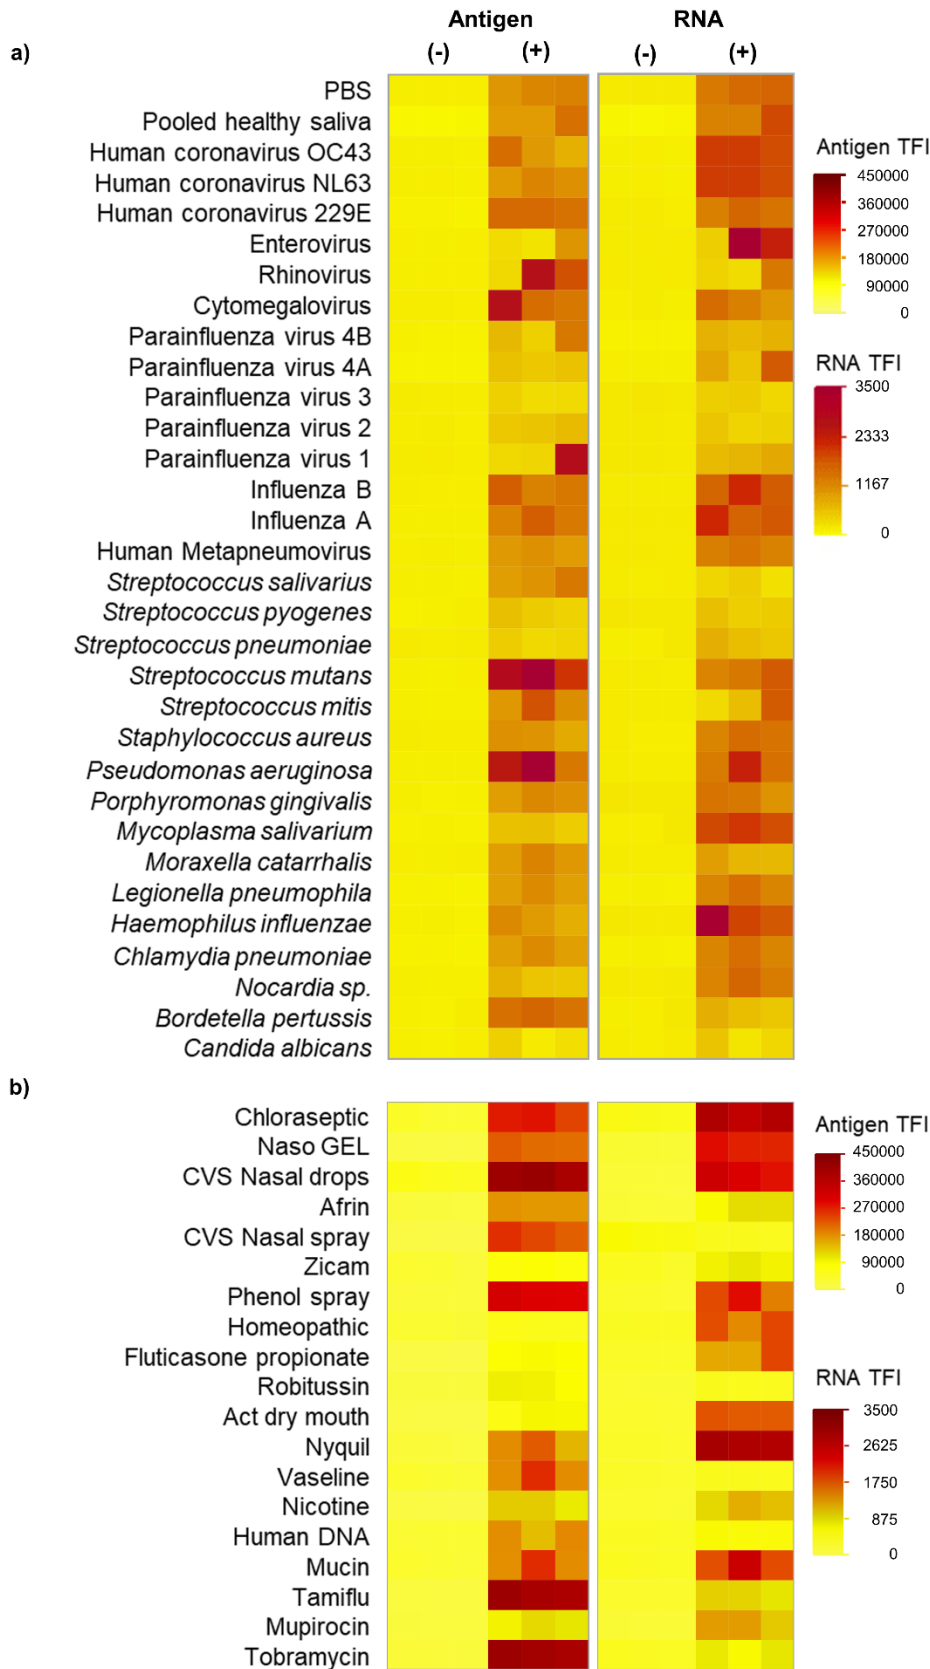 Antigen RNA
a) (-) (+) (-) (+)
PBS
Pooled healthy saliva
Human coronavirus OC43
Human coronavirus NL63
Human coronavirus 229E
Enterovirus
Rhinovirus
Cytomegalovirus
Parainfluenza virus 4B
Parainfluenza virus 4A
Parainfluenza virus 3
Parainfluenza virus 2
Parainfluenza virus 1
Influenza B
Influenza A
Human Metapneumovirus
Streptococcus salivarius
Streptococcus pyogenes
Streptococcus pneumoniae
Streptococcus mutans
Streptococcus mitis
Staphylococcus aureus
Pseudomonas aeruginosa
Porphyromonas gingivalis
Mycoplasma salivarium
Moraxella catarrhalis
Legionella pneumophila
Haemophilus influenzae
Chlamydia pneumoniae
Nocardia sp.
Bordetella pertussis
Candida albicans
Antigen TFI
450000
360000
270000
180000
90000
0
RNA TFI
3500
2333
1167
0
b)
Chloraseptic
Naso GEL
CVS Nasal drops
Afrin
CVS Nasal spray
Zicam
Phenol spray
Homeopathic
Fluticasone propionate
Robitussin
Act dry mouth
Nyquil
Vaseline
Nicotine
Human DNA
Mucin
Tamiflu
Mupirocin
Tobramycin
Antigen TFI
450000
360000
270000
180000
90000
0
RNA TFI
3500
2625
1750
875
0